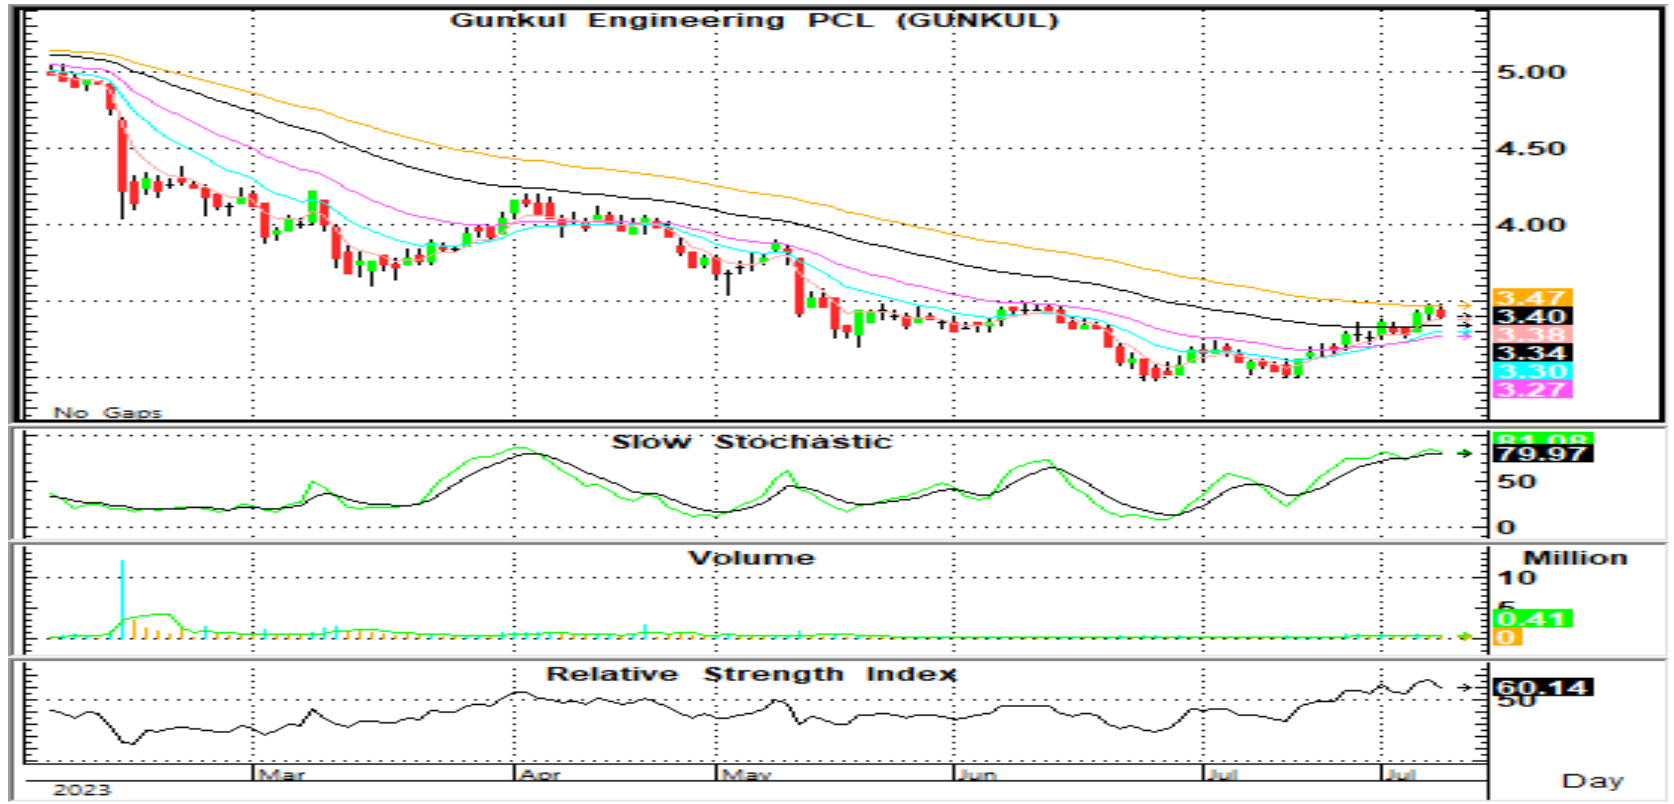 Gunkul Engineering PCL (GUNKUL)
5.00
4.50
4.00
3.47
3.40
3.38
3.34
3.30
3.27
No Gaps
Slow Stochastic
81.08
79.97
50
0
Volume
Million
10
5
0.41
0
Relative Strength Index
60.14
50
Mar Apr May Jun Jul Jul
2023
Day